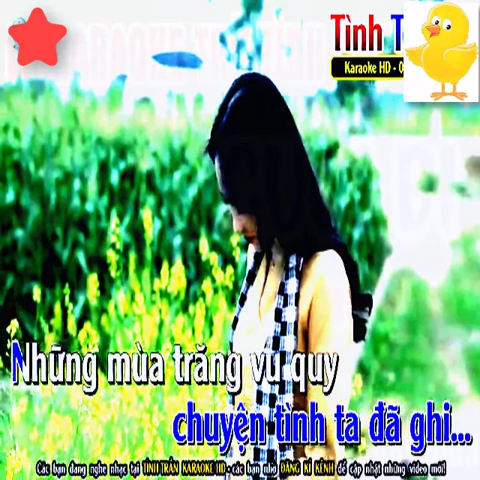 Tình T
Karaoke HD - 0
Những mùa trăng vu quy
chuyện tình ta đã ghi...
Các bạn đang nghe nhạc tại TÌNH TRẦN KARAOKE HD - các bạn nhớ ĐĂNG KÍ KÊNH để cập nhật những video mới!